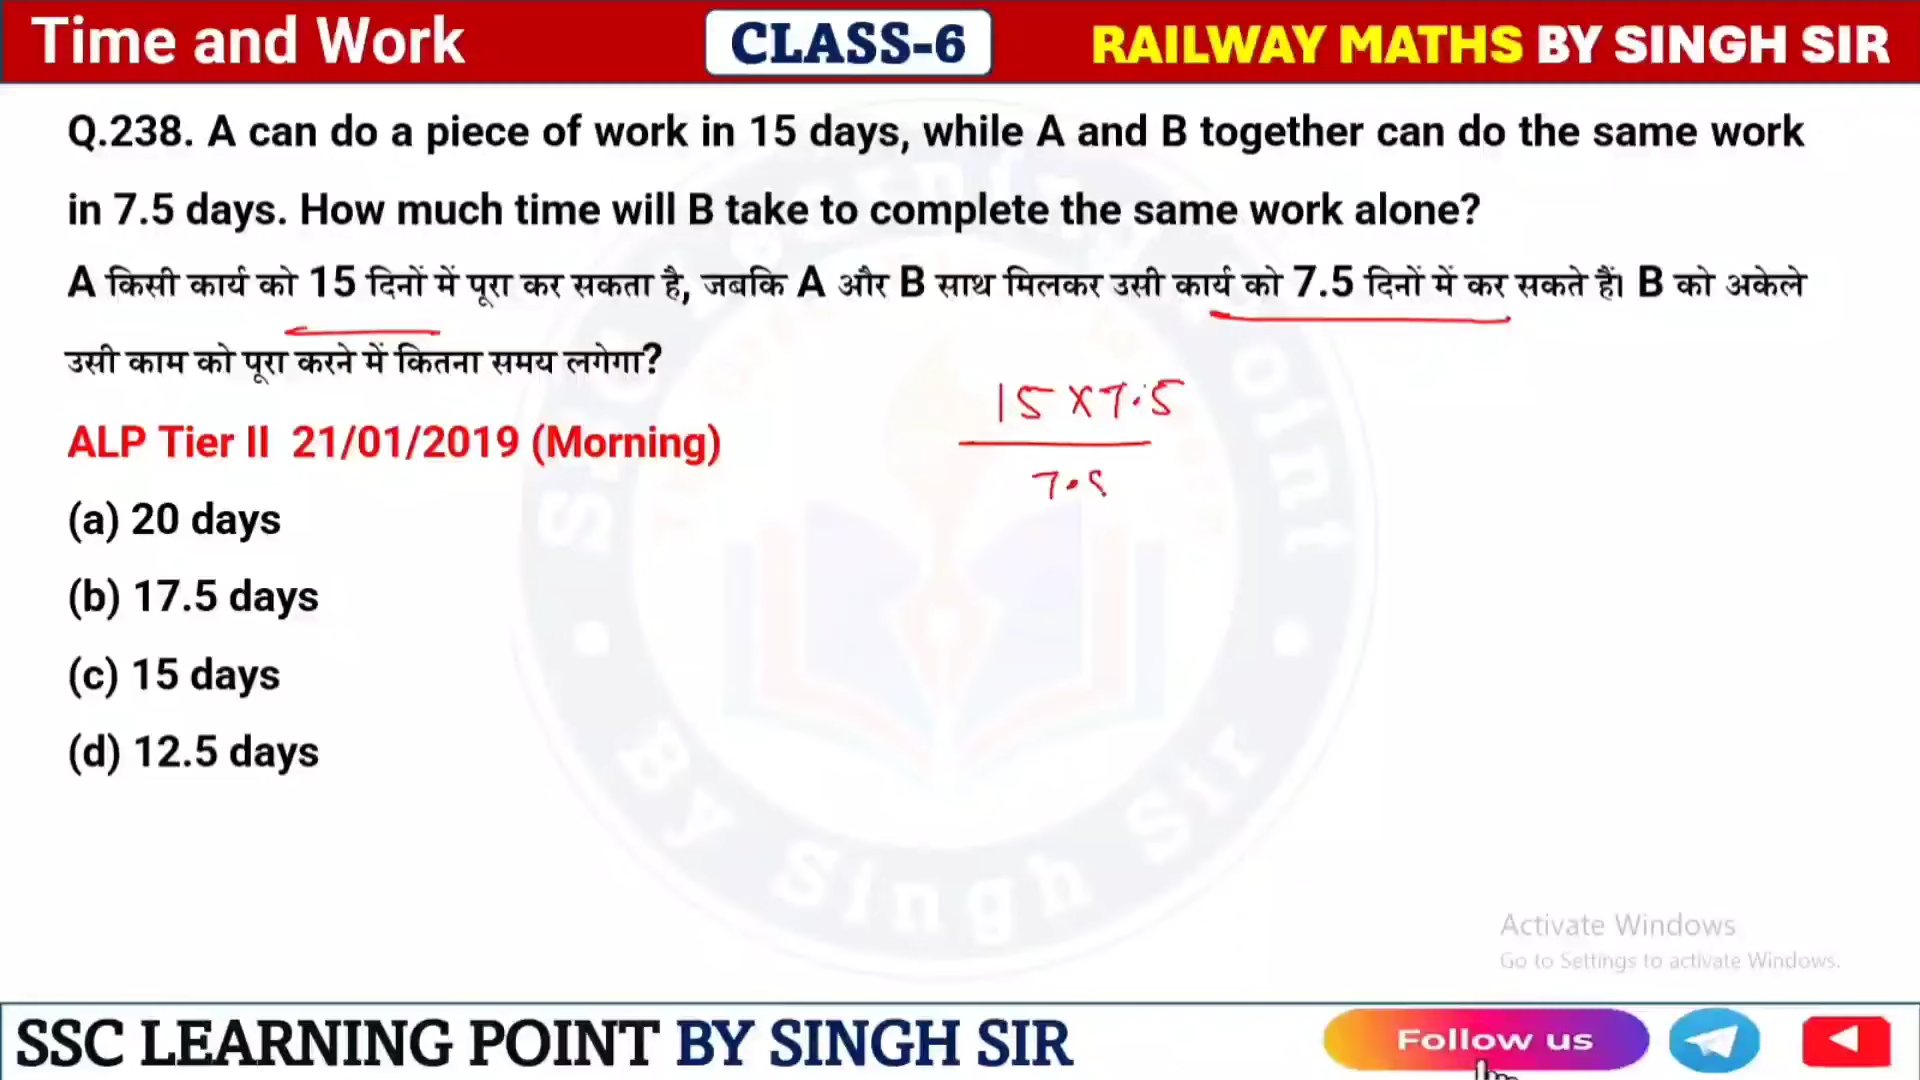 Time and Work
CLASS-6
RAILWAY MATHS BY SINGH SIR
Q.238. A can do a piece of work in 15 days, while A and B together can do the same work
in 7.5 days. How much time will B take to complete the same work alone?
A किसी कार्य को 15 दिनों में पूरा कर सकता है, जबकि A और B साथ मिलकर उसी कार्य को 7.5 दिनों में कर सकते हैं। B को अकेले
उसी काम को पूरा करने में कितना समय लगेगा?
15 X 7.5
7.5
ALP Tier II 21/01/2019 (Morning)
(a) 20 days
(b) 17.5 days
(c) 15 days
(d) 12.5 days
By Singh Sir
Activate Windows
Go to Settings to activate Windows.
SSC LEARNING POINT BY SINGH SIR
Follow us